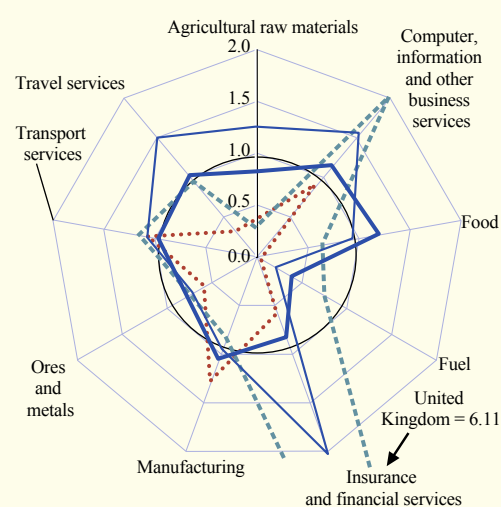 Agricultural raw materials
2.0
1.5
1.0
0.5
0.0
Computer,
information
and other
business
services
Food
Fuel
United
Kingdom = 6.11
Insurance
and financial services
Manufacturing
Ores
and
metals
Transport
services
Travel services